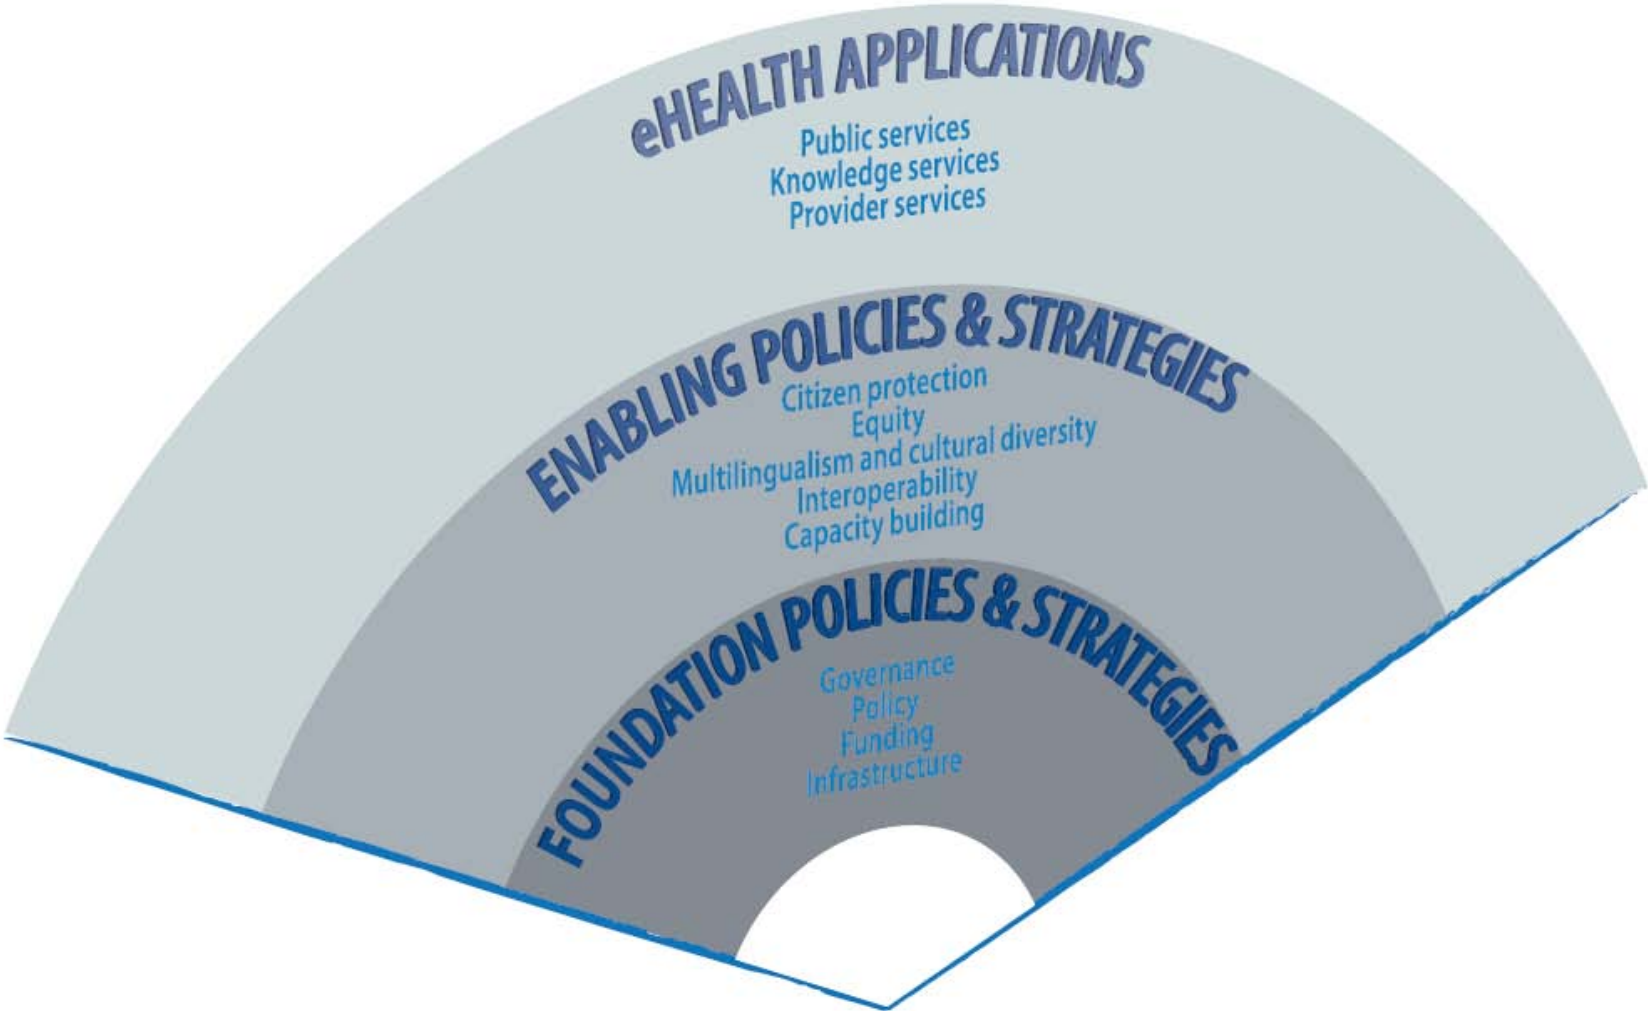 eHEALTH APPLICATIONS
Public services
Knowledge services
Provider services
ENABLING POLICIES & STRATEGIES
Citizen protection
Equity
Multilingualism and cultural diversity
Interoperability
Capacity building
FOUNDATION POLICIES & STRATEGIES
Governance
Policy
Funding
Infrastructure